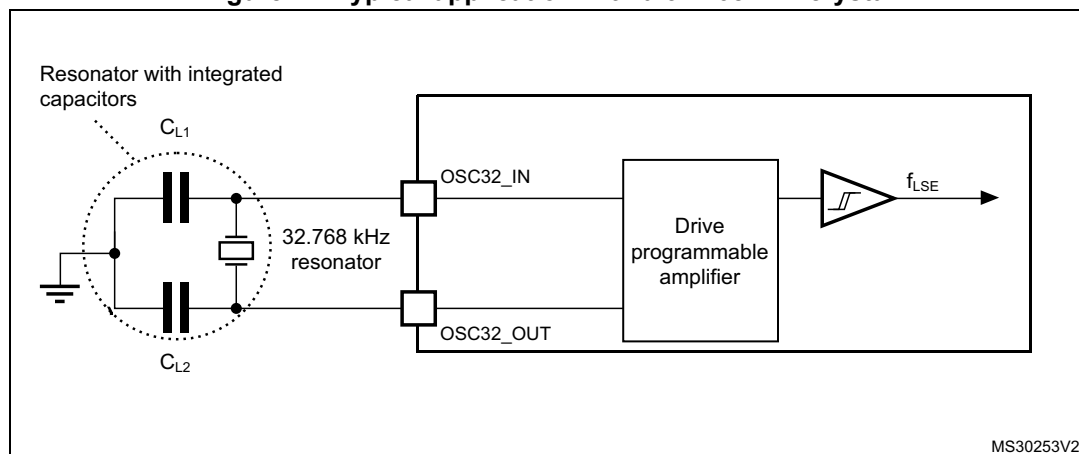 Resonator with integrated
capacitors
CL1
OSC32_IN
fLSE
32.768 kHz
resonator
Drive
programmable
amplifier
OSC32_OUT
CL2
MS30253V2